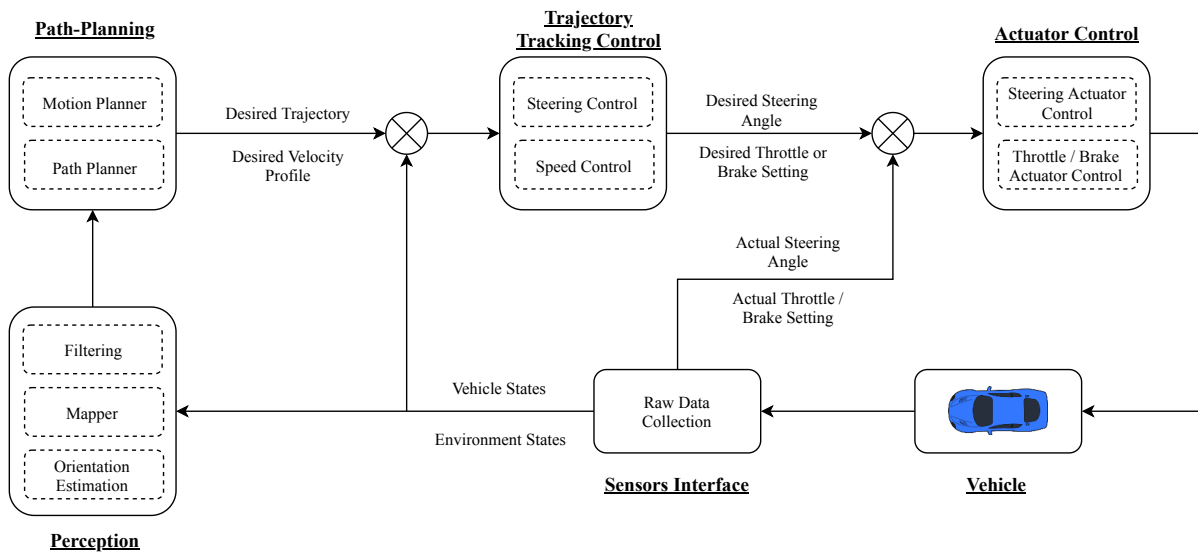 Path-Planning
Motion Planner
Path Planner
Desired Trajectory
Desired Velocity
Profile
Trajectory
Tracking Control
Steering Control
Speed Control
Desired Steering
Angle
Desired Throttle or
Brake Setting
Actuator Control
Steering Actuator
Control
Throttle / Brake
Actuator Control
Actual Steering
Angle
Actual Throttle /
Brake Setting
Filtering
Mapper
Orientation
Estimation
Perception
Vehicle States
Environment States
Raw Data
Collection
Sensors Interface
Vehicle